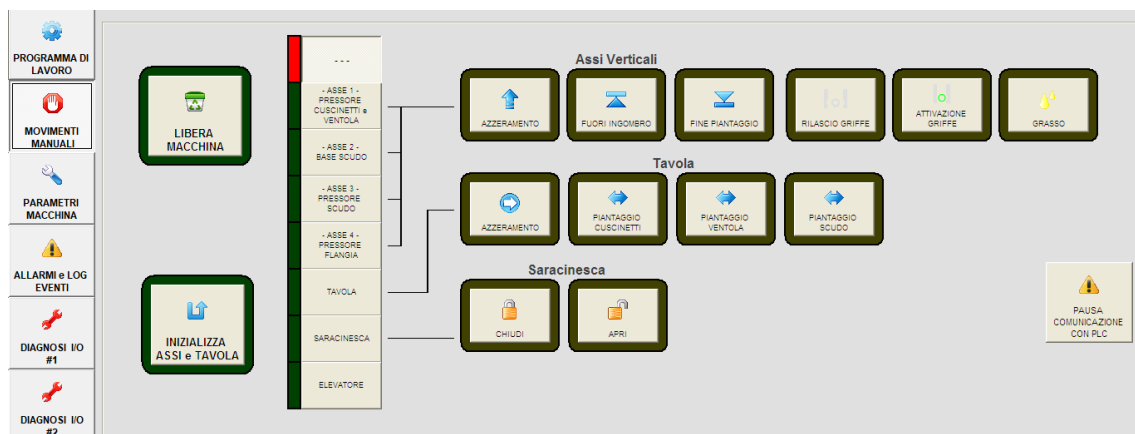 PROGRAMMA DI
LAVORO
MOVIMENTI
MANUALI
PARAMETRI
MACCHINA
ALLARMI e LOG
EVENTI
DIAGNOSI I/O
#1
DIAGNOSI I/O
#2
LIBERA
MACCHINA
INIZIALIZZA
ASSI e TAVOLA
---
- ASSE 1 -
PRESSORE
CUSCINETTI e
VENTOLA
- ASSE 2 -
BASE SCUDO
- ASSE 3 -
PRESSORE
SCUDO
- ASSE 4 -
PRESSORE
FLANGIA
TAVOLA
SARACINESCA
ELEVATORE
Assi Verticali
AZZERAMENTO
FUORI INGOMBRO
FINE PIANTAGGIO
RILASCIO GRIFFE
ATTIVAZIONE
GRIFFE
GRASSO
Tavola
AZZERAMENTO
PIANTAGGIO
CUSCINETTI
PIANTAGGIO
VENTOLA
PIANTAGGIO
SCUDO
Saracinesca
CHIUDI
APRI
PAUSA
COMUNICAZIONE
CON PLC